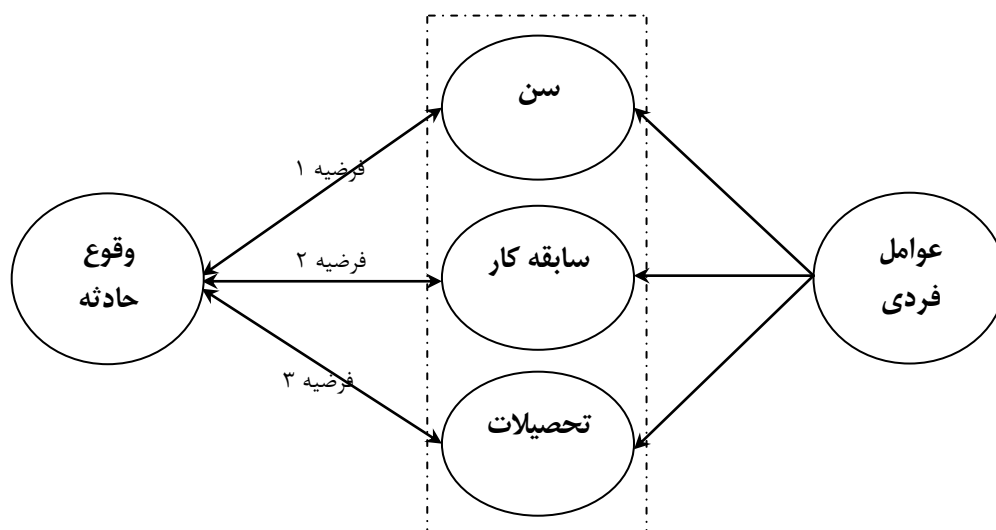 سن
فرضیه ۱
عوامل
فردی
سابقه کار
فرضیه ۲
وقوع
حادثه
تحصیلات
فرضیه ۳